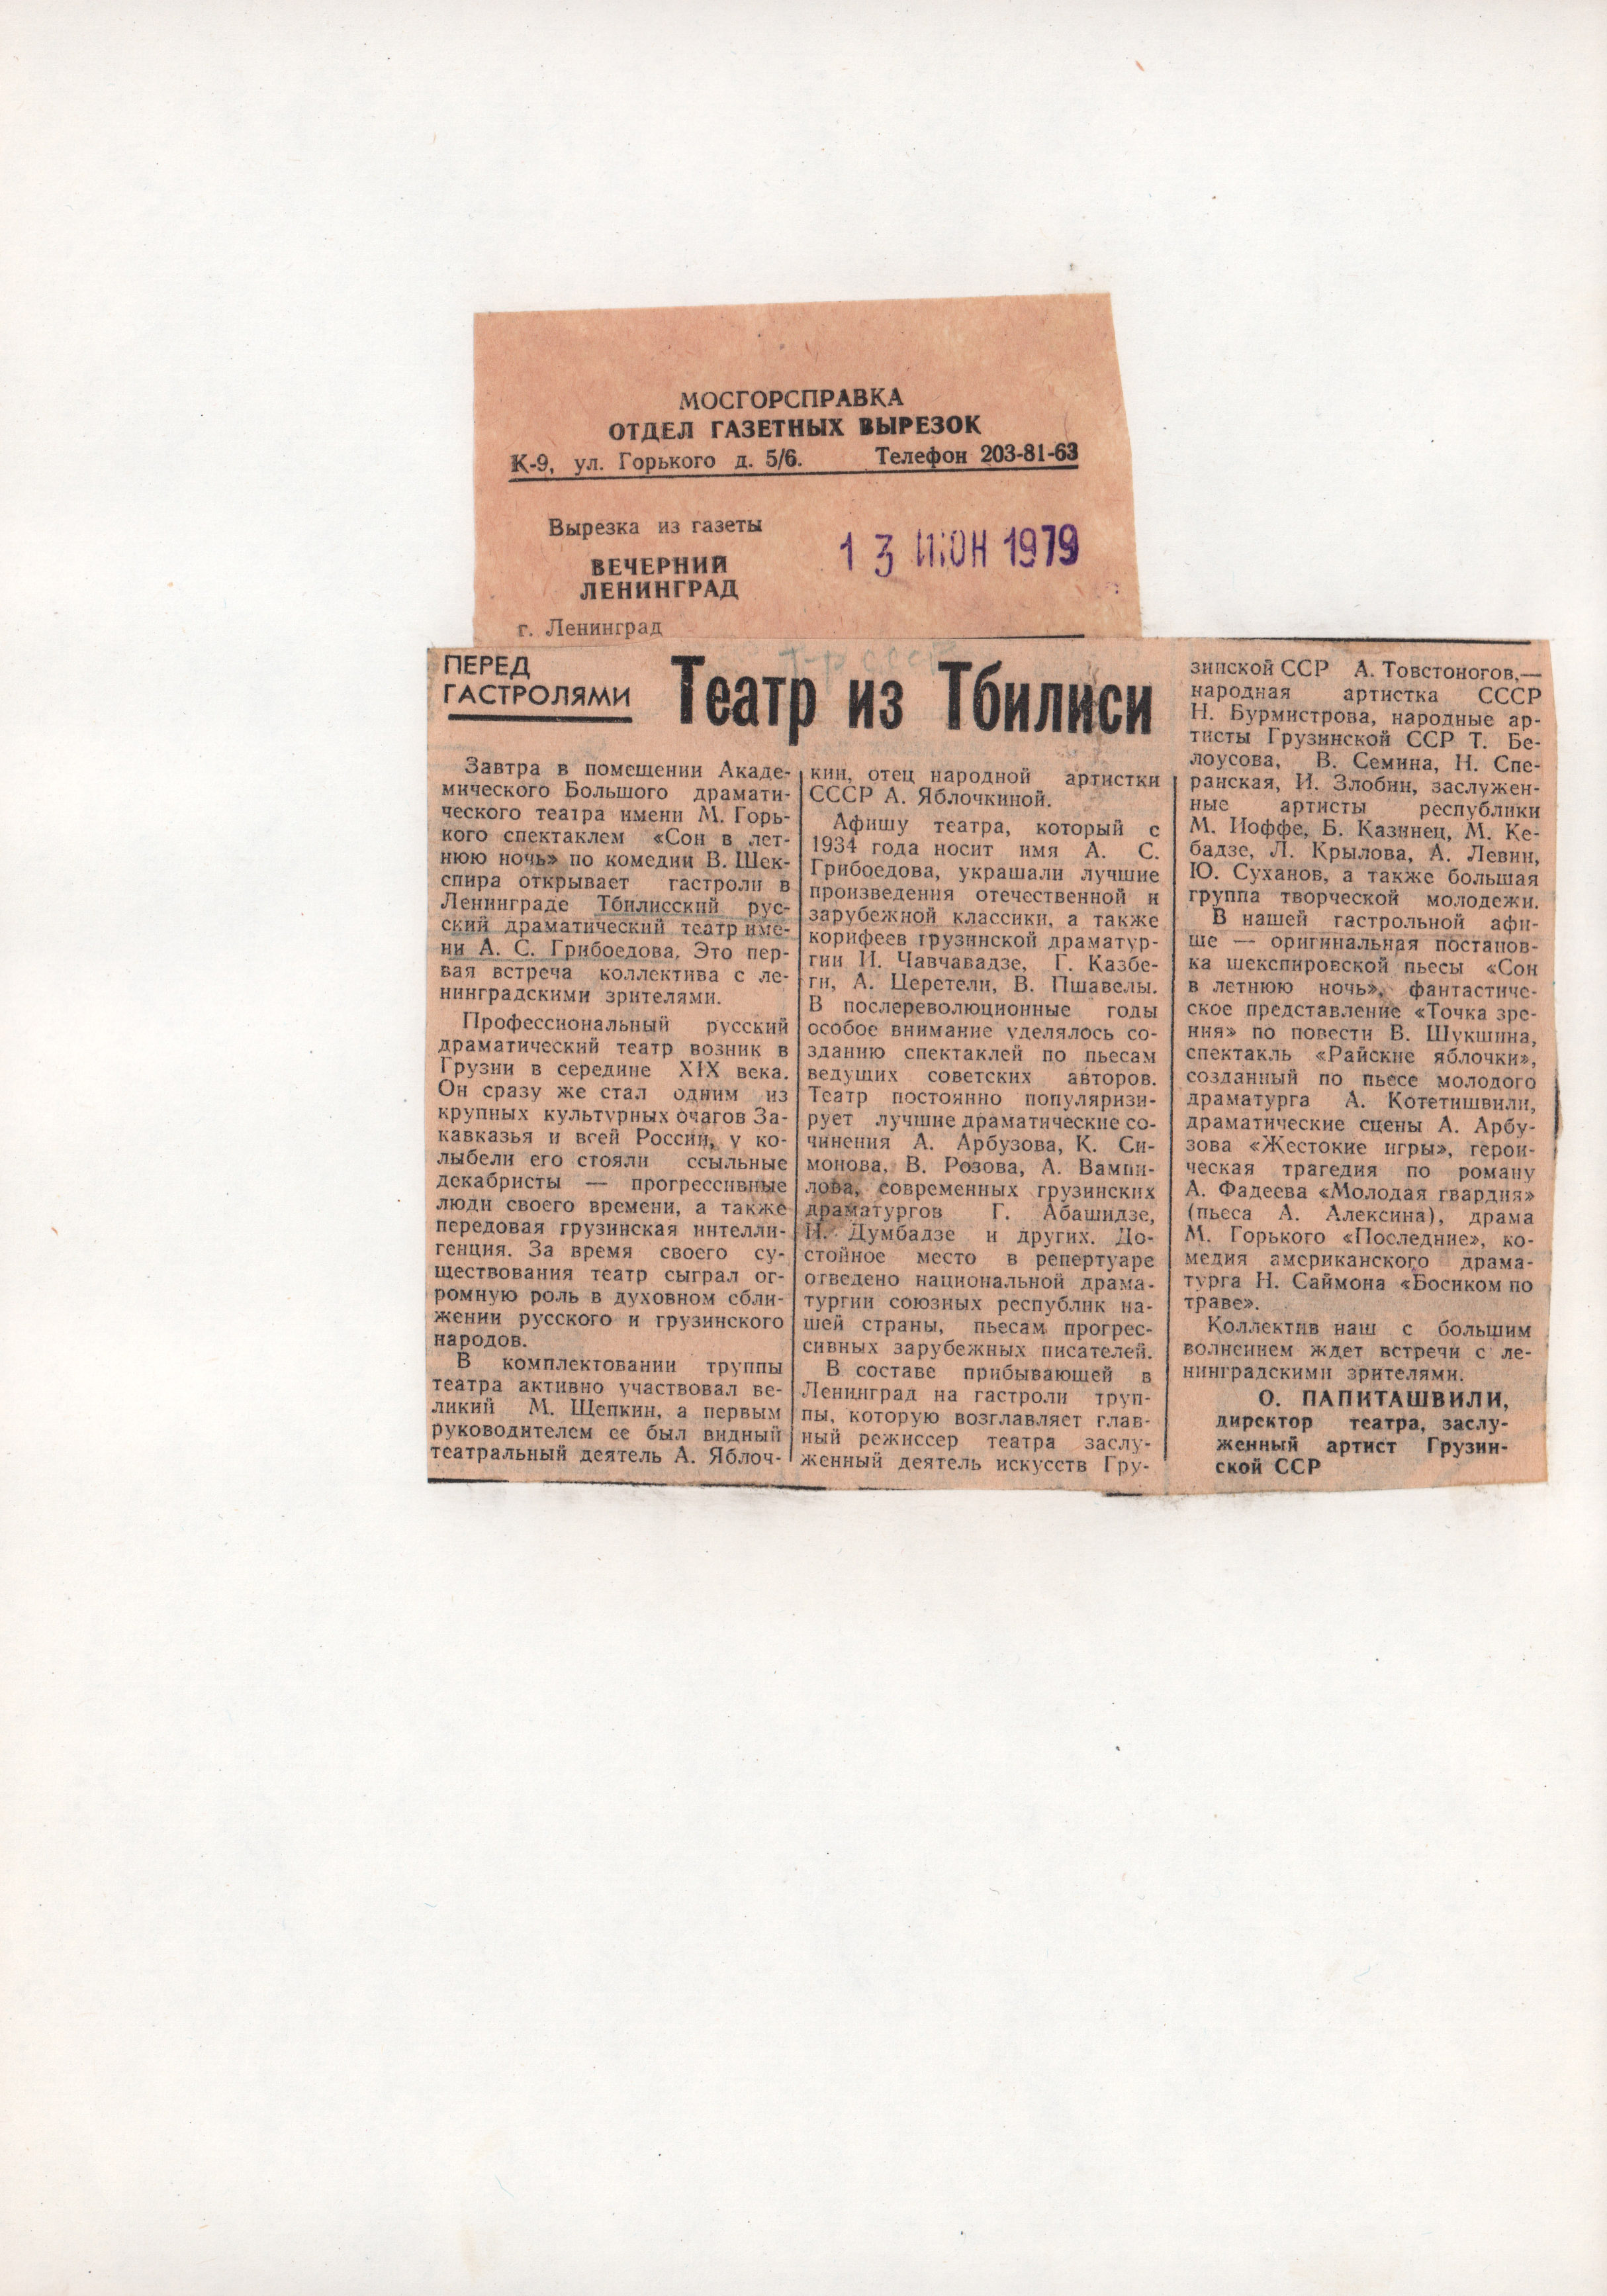 МОСГОРСПРАВКА
ОТДЕЛ ГАЗЕТНЫХ ВЫРЕЗОК
К-9, ул. Горького д. 5/6. Телефон 203-81-63
Вырезка из газеты
ВЕЧЕРНИЙ
ЛЕНИНГРАД
г. Ленинград
13 ИЮН 1979
ПЕРЕД
ГАСТРОЛЯМИ
Театр из Тбилиси
Завтра в помещении Акаде-
мического Большого драмати-
ческого театра имени М. Горь-
кого спектаклем «Сон в лет-
нюю ночь» по комедии В. Шек-
спира открывает гастроли в
Ленинграде Тбилисский рус-
ский драматический театр име-
ни А. С. Грибоедова. Это пер-
вая встреча коллектива с ле-
нинградскими зрителями.
Профессиональный русский
драматический театр возник в
Грузии в середине XIX века.
Он сразу же стал одним из
крупных культурных очагов За-
кавказья и всей России, у ко-
лыбели его стояли ссыльные
декабристы — прогрессивные
люди своего времени, а также
передовая грузинская интелли-
генция. За время своего су-
ществования театр сыграл ог-
ромную роль в духовном сбли-
жении русского и грузинского
народов.
В комплектовании труппы
театра активно участвовал ве-
ликий М. Щепкин, а первым
руководителем ее был видный
театральный деятель А. Яблоч-
кин, отец народной артистки
СССР А. Яблочкиной.
Афишу театра, который с
1934 года носит имя А. С.
Грибоедова, украшали лучшие
произведения отечественной и
зарубежной классики, а также
корифеев грузинской драматур-
гии И. Чавчавадзе, Г. Казбе-
ги, А. Церетели, В. Пшавелы.
В послереволюционные годы
особое внимание уделялось со-
зданию спектаклей по пьесам
ведущих советских авторов.
Театр постоянно популяризи-
рует лучшие драматические со-
чинения А. Арбузова, К. Си-
монова, В. Розова, А. Вампи-
лова, современных грузинских
драматургов Г. Абашидзе,
Н. Думбадзе и других. До-
стойное место в репертуаре
отведено национальной драма-
тургии союзных республик на-
шей страны, пьесам прогрес-
сивных зарубежных писателей.
В составе прибывающей в
Ленинград на гастроли труп-
пы, которую возглавляет глав-
ный режиссер театра заслу-
женный деятель искусств Гру-
зинской ССР А. Товстоногов,—
народная артистка СССР
Н. Бурмистрова, народные ар-
тисты Грузинской ССР Т. Бе-
лоусова, В. Семина, Н. Спе-
ранская, И. Злобин, заслужен-
ные артисты республики
М. Иоффе, Б. Казинец, М. Ке-
бадзе, Л. Крылова, А. Левин,
Ю. Суханов, а также большая
группа творческой молодежи.
В нашей гастрольной афи-
ше — оригинальная постанов-
ка шекспировской пьесы «Сон
в летнюю ночь», фантастиче-
ское представление «Точка зре-
ния» по повести В. Шукшина,
спектакль «Райские яблочки»,
созданный по пьесе молодого
драматурга А. Котетишвили,
драматические сцены А. Арбу-
зова «Жестокие игры», герои-
ческая трагедия по роману
А. Фадеева «Молодая гвардия»
(пьеса А. Алексина), драма
М. Горького «Последние», ко-
медия американского драма-
турга Н. Саймона «Босиком по
траве».
Коллектив наш с большим
волнением ждет встречи с ле-
нинградскими зрителями.
О. ПАПИТАШВИЛИ,
директор театра, заслу-
женный артист Грузин-
ской ССР